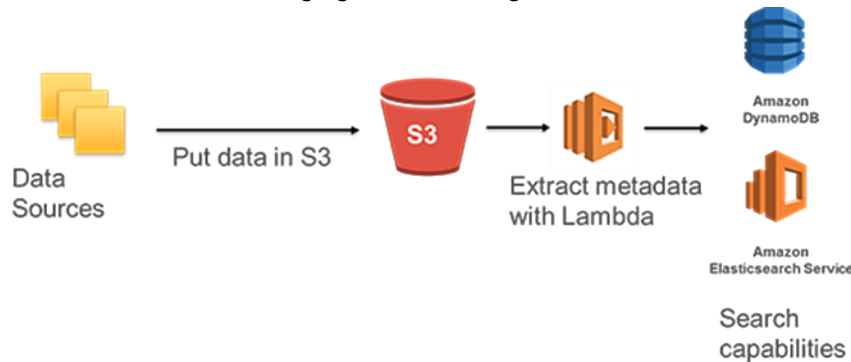 Data
Sources
Put data in S3
S3
Extract metadata
with Lambda
Amazon
DynamoDB
Amazon
Elasticsearch Service
Search
capabilities